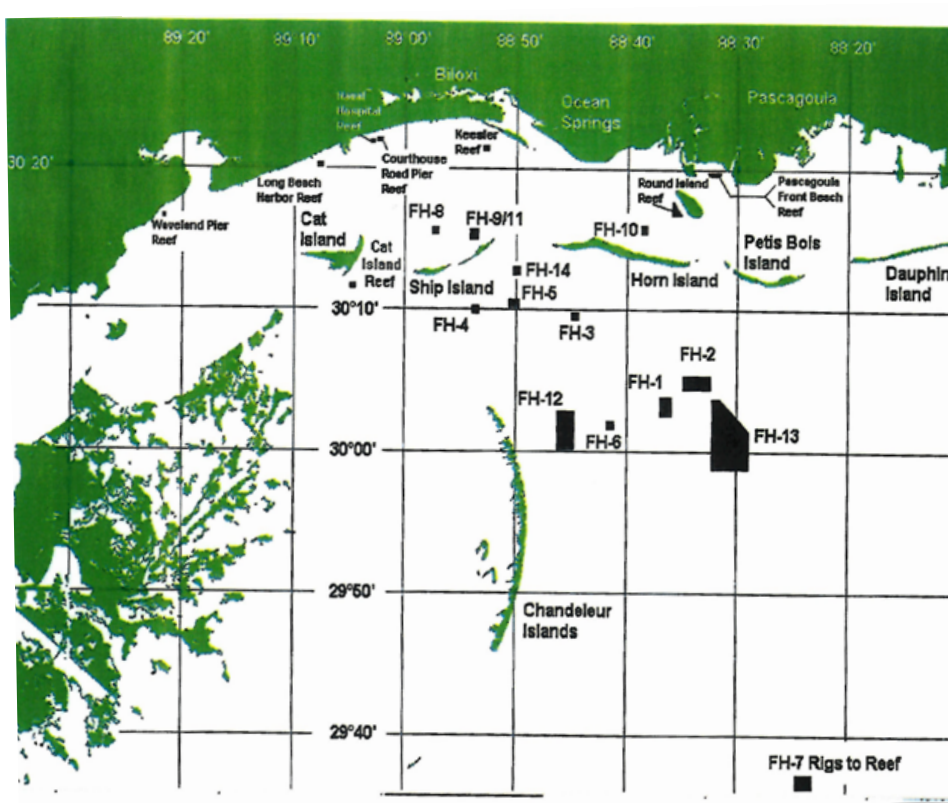 89 20'
89 10'
89 00'
88 50'
88 40'
88 30'
88 20'
Biloxi
Naval
Hospital
Reef
Ocean
Springs
Pascagoula
Keesler
Reef
30 20'
Courthouse
Road Pier
Reef
Long Beach
Harbor Reef
Round Island
Reef
Pascagoula
Front Beach
Reef
Waveland Pier
Reef
Cat
Island
FH-8
FH-9/11
FH-10
Cat
Island
Reef
Petis Bois
Island
FH-14
Ship Island
FH-5
Horn Island
Dauphin
Island
30°10'
FH-4
FH-3
FH-2
FH-1
FH-12
FH-6
FH-13
30°00'
29°50'
Chandeleur
Islands
29°40'
FH-7 Rigs to Reef